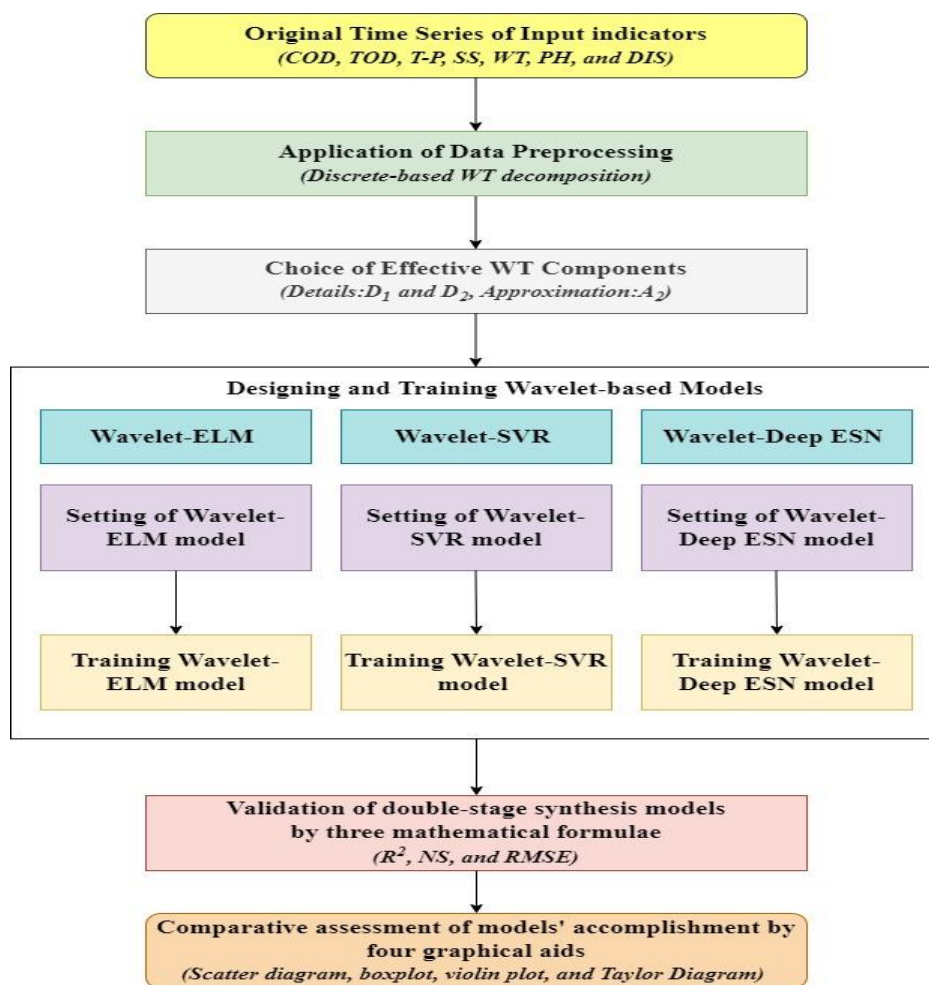 Original Time Series of Input indicators
(COD, TOD, T-P, SS, WT, PH, and DIS)
Application of Data Preprocessing
(Discrete-based WT decomposition)
Choice of Effective WT Components
(Details:D1 and D2, Approximation:A2)
Designing and Training Wavelet-based Models
Wavelet-ELM
Wavelet-SVR
Wavelet-Deep ESN
Setting of Wavelet-
ELM model
Setting of Wavelet-
SVR model
Setting of Wavelet-
Deep ESN model
Training Wavelet-
ELM model
Training Wavelet-SVR
model
Training Wavelet-
Deep ESN model
Validation of double-stage synthesis models
by three mathematical formulae
(R², NS, and RMSE)
Comparative assessment of models' accomplishment by
four graphical aids
(Scatter diagram, boxplot, violin plot, and Taylor Diagram)